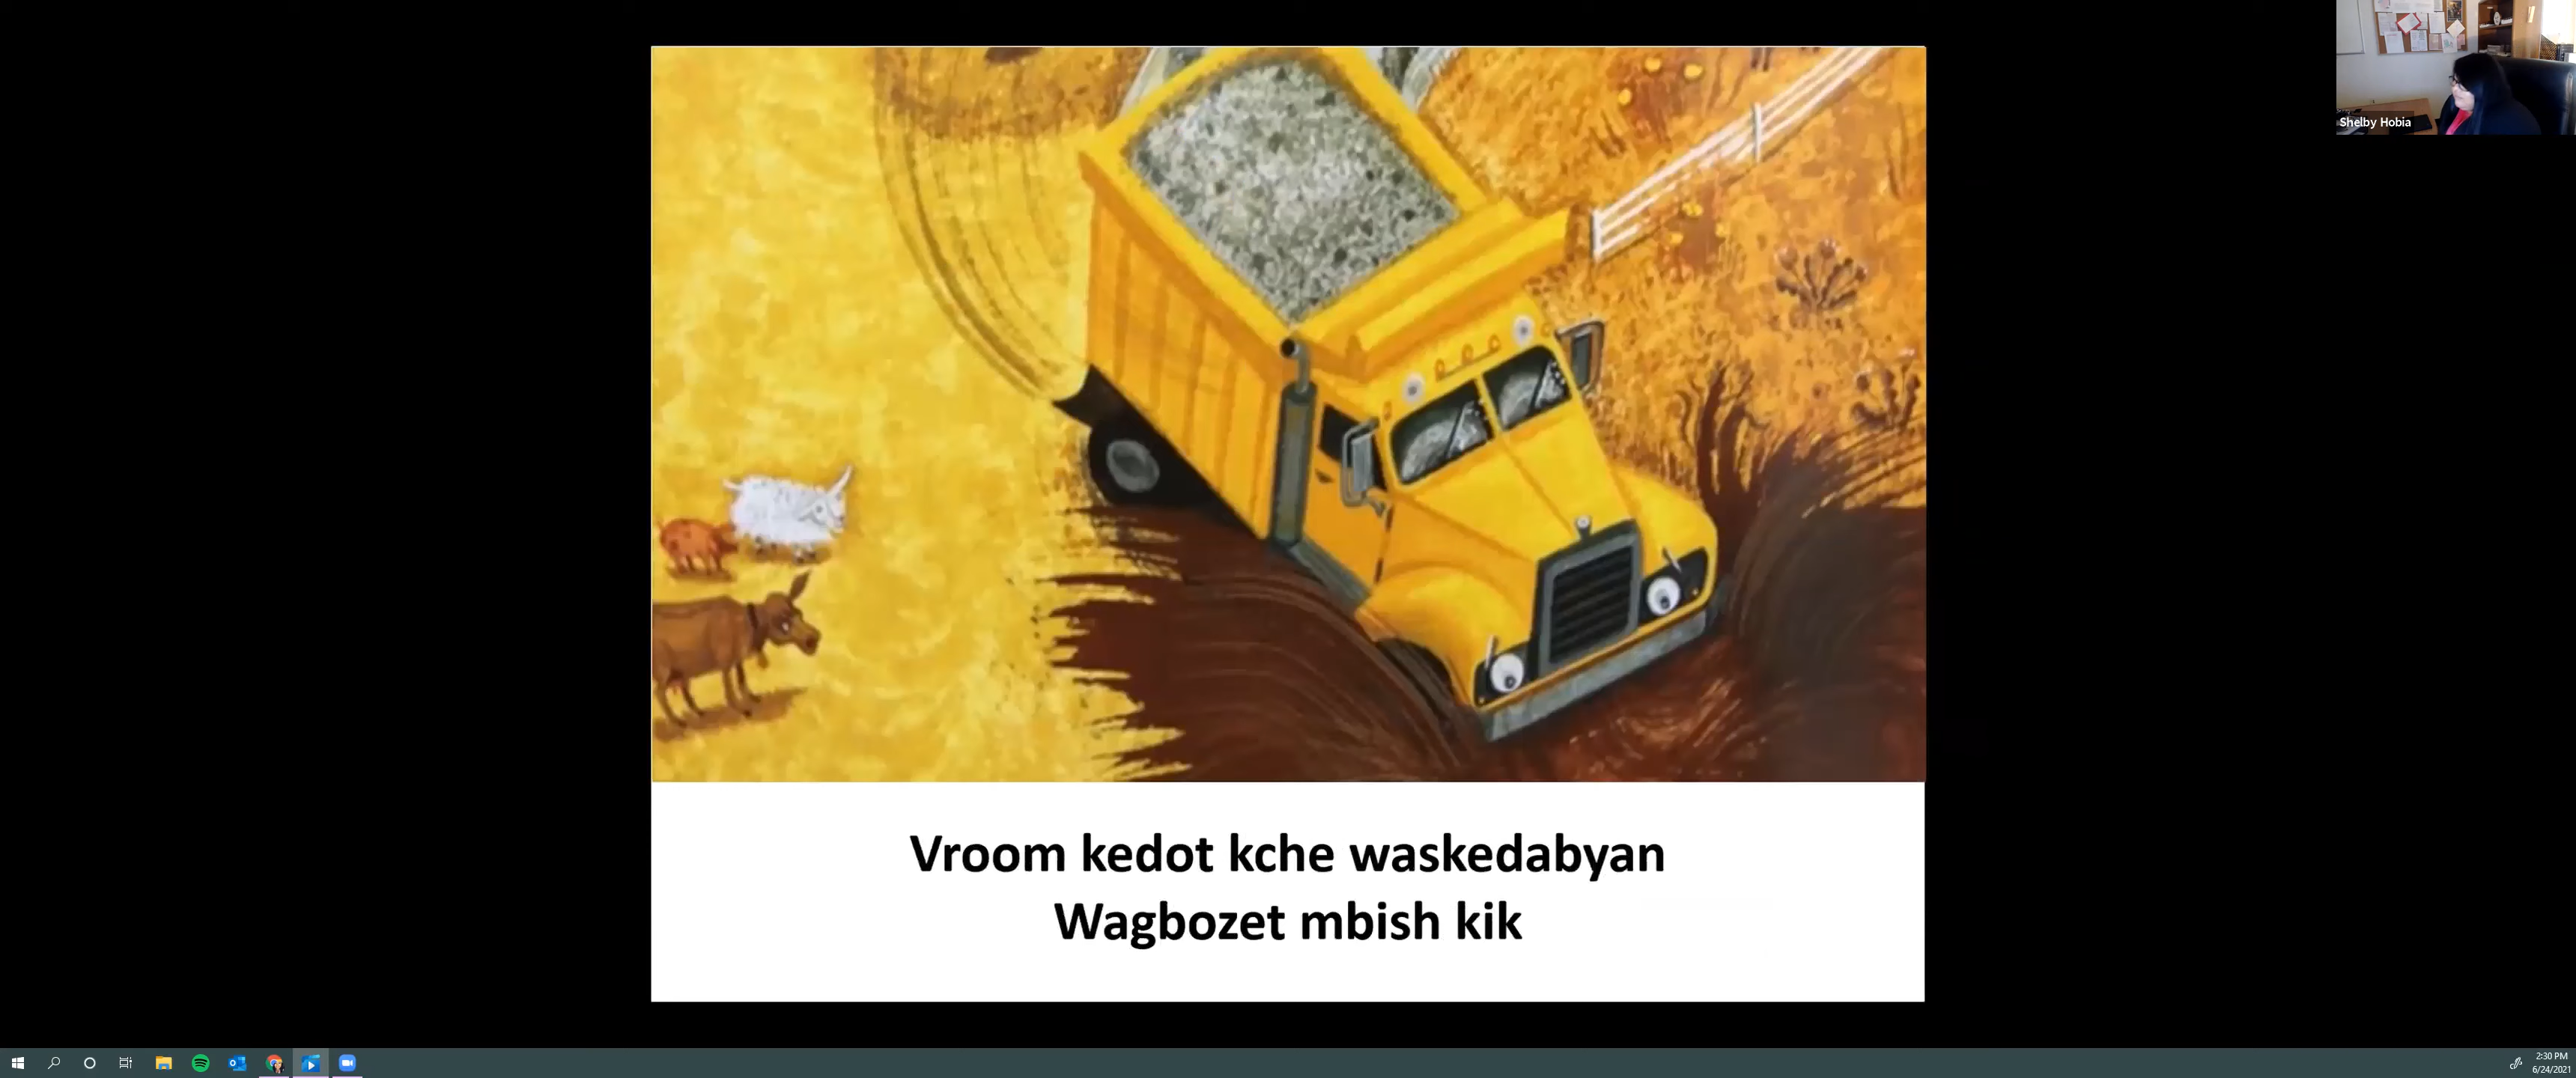 Shelby Hobia
Vroom kedot kche waskedabyan
Wagbozet mbish kik
2:30 PM
6/24/2021